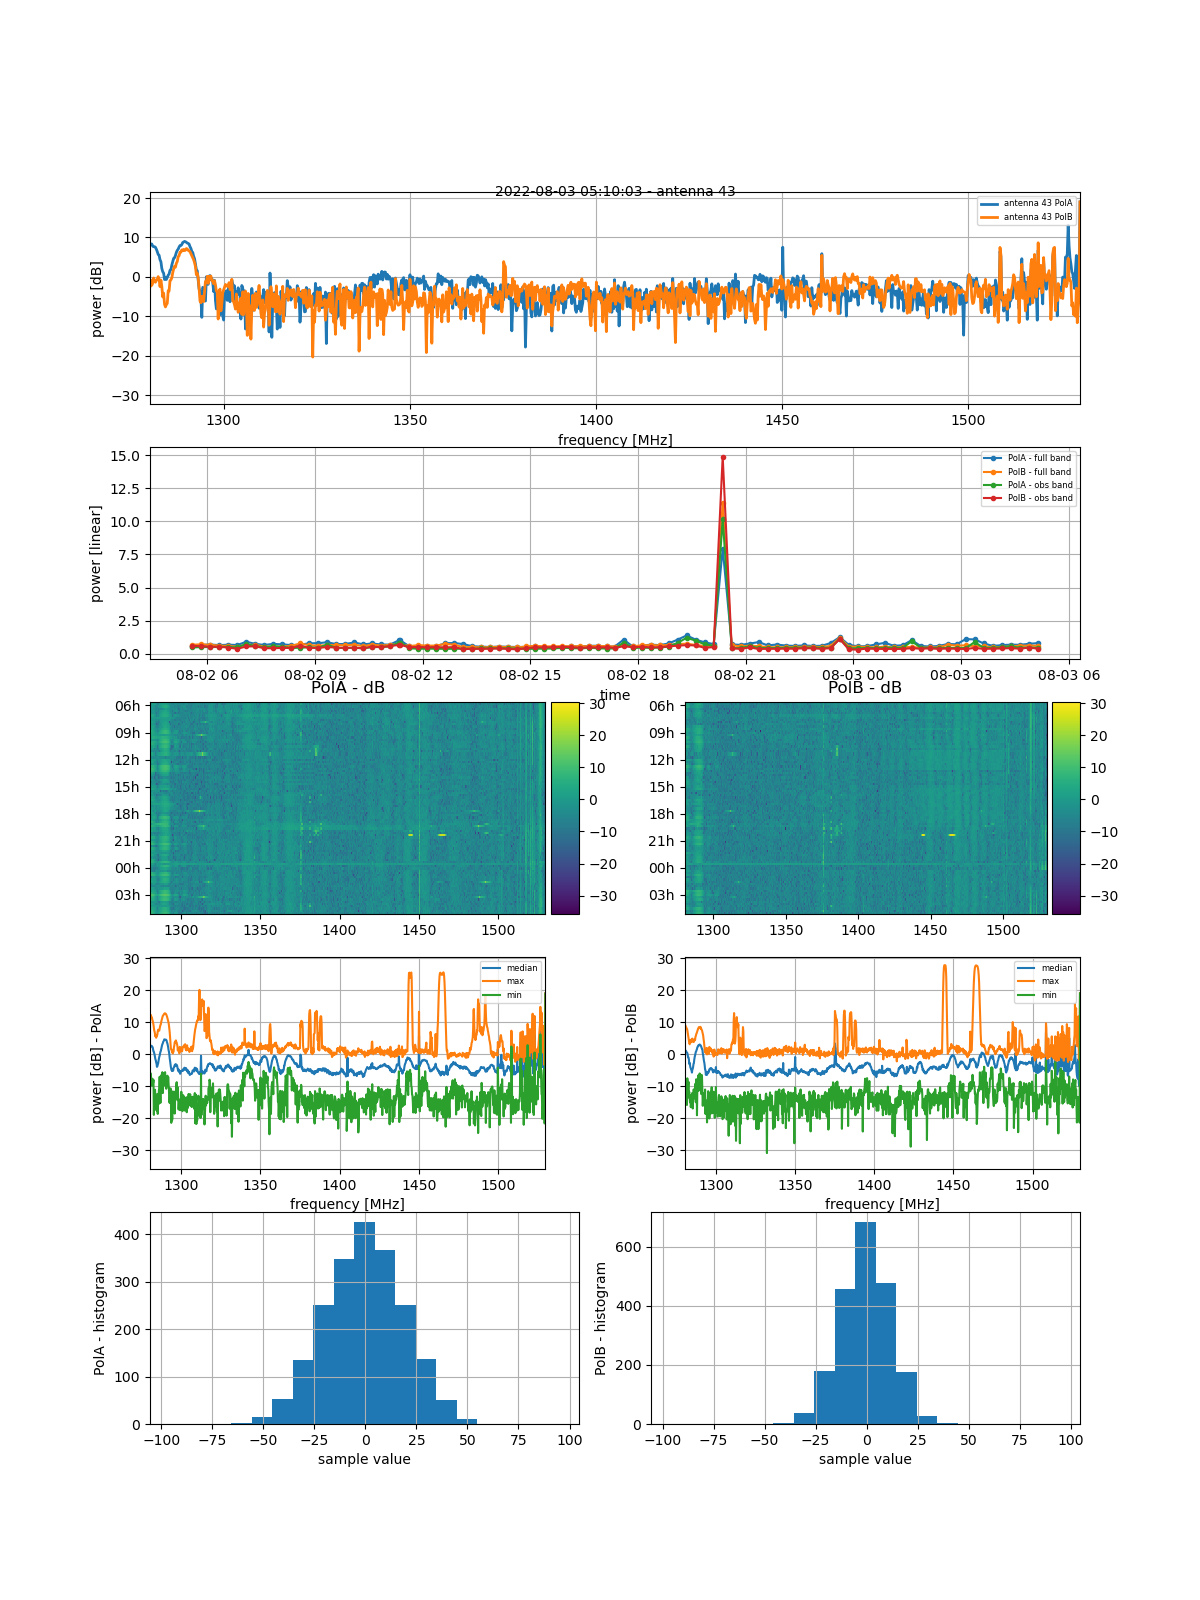 2022-08-03 05:10:03 - antenna 43
20
10
0
−10
−20
−30
power [dB]
antenna 43 PolA
antenna 43 PolB
1300 1350 1400 1450 1500
frequency [MHz]
15.0
12.5
10.0
7.5
5.0
2.5
0.0
power [linear]
PolA - full band
PolB - full band
PolA - obs band
PolB - obs band
08-02 06 08-02 09 08-02 12 08-02 15 08-02 18 08-02 21 08-03 00 08-03 03 08-03 06
time
PolA - dB
06h
09h
12h
15h
18h
21h
00h
03h
1300 1350 1400 1450 1500
30
20
10
0
−10
−20
−30
PolB - dB
06h
09h
12h
15h
18h
21h
00h
03h
1300 1350 1400 1450 1500
30
20
10
0
−10
−20
−30
30
20
10
0
−10
−20
−30
power [dB] - PolA
median
max
min
1300 1350 1400 1450 1500
frequency [MHz]
30
20
10
0
−10
−20
−30
power [dB] - PolB
median
max
min
1300 1350 1400 1450 1500
frequency [MHz]
400
300
200
100
0
PolA - histogram
−100 −75 −50 −25 0 25 50 75 100
sample value
600
400
200
0
PolB - histogram
−100 −75 −50 −25 0 25 50 75 100
sample value